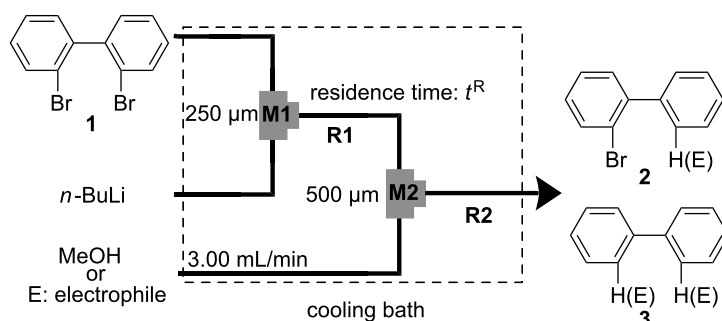 Br
Br
1
250 µm
M1
residence time: tᴿ
R1
n-BuLi
500 µm
M2
R2
MeOH
or
E: electrophile
3.00 mL/min
cooling bath
Br
H(E)
2
H(E)
H(E)
3